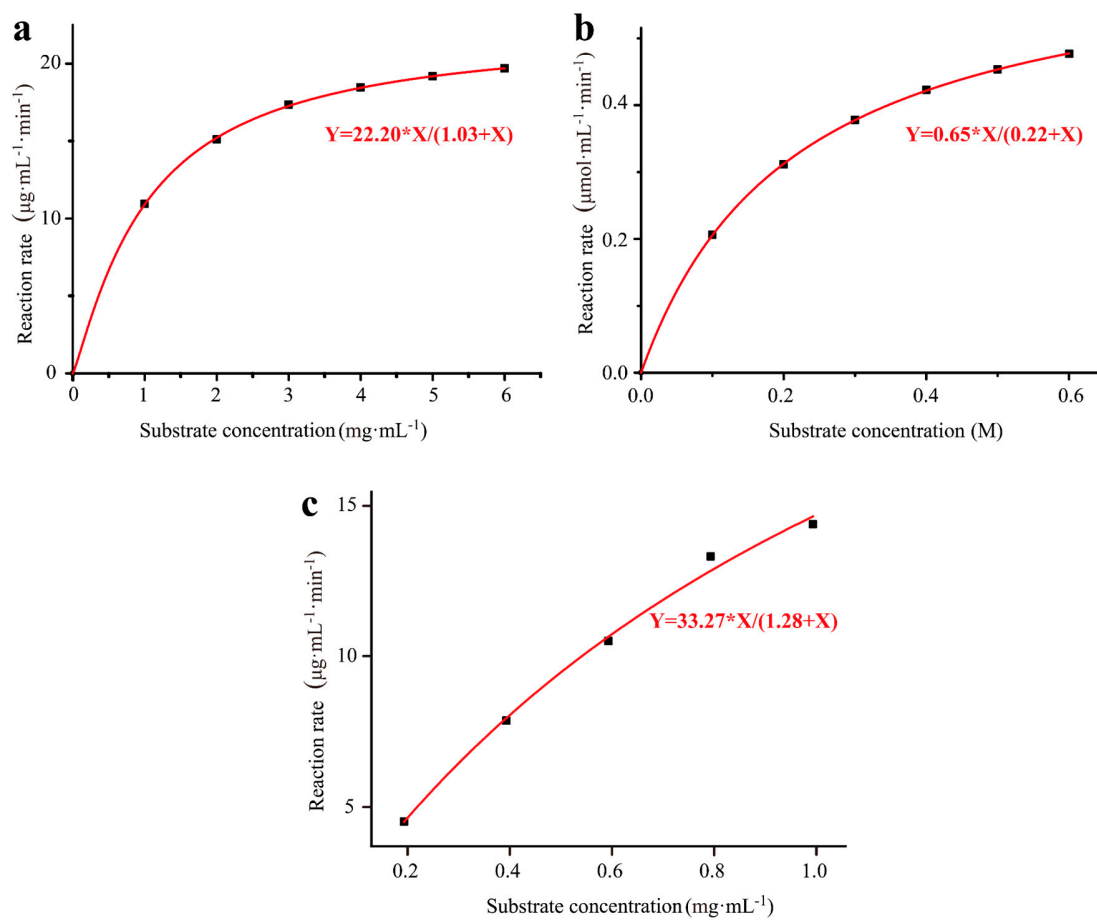 a
Reaction rate (μg·mL⁻¹·min⁻¹)
20
10
0
Y=22.20*X/(1.03+X)
0 1 2 3 4 5 6
Substrate concentration (mg·mL⁻¹)
b
Reaction rate (μmol·mL⁻¹·min⁻¹)
0.4
0.2
0.0
Y=0.65*X/(0.22+X)
0.0 0.2 0.4 0.6
Substrate concentration (M)
c
Reaction rate (μg·mL⁻¹·min⁻¹)
15
10
5
Y=33.27*X/(1.28+X)
0.2 0.4 0.6 0.8 1.0
Substrate concentration (mg·mL⁻¹)